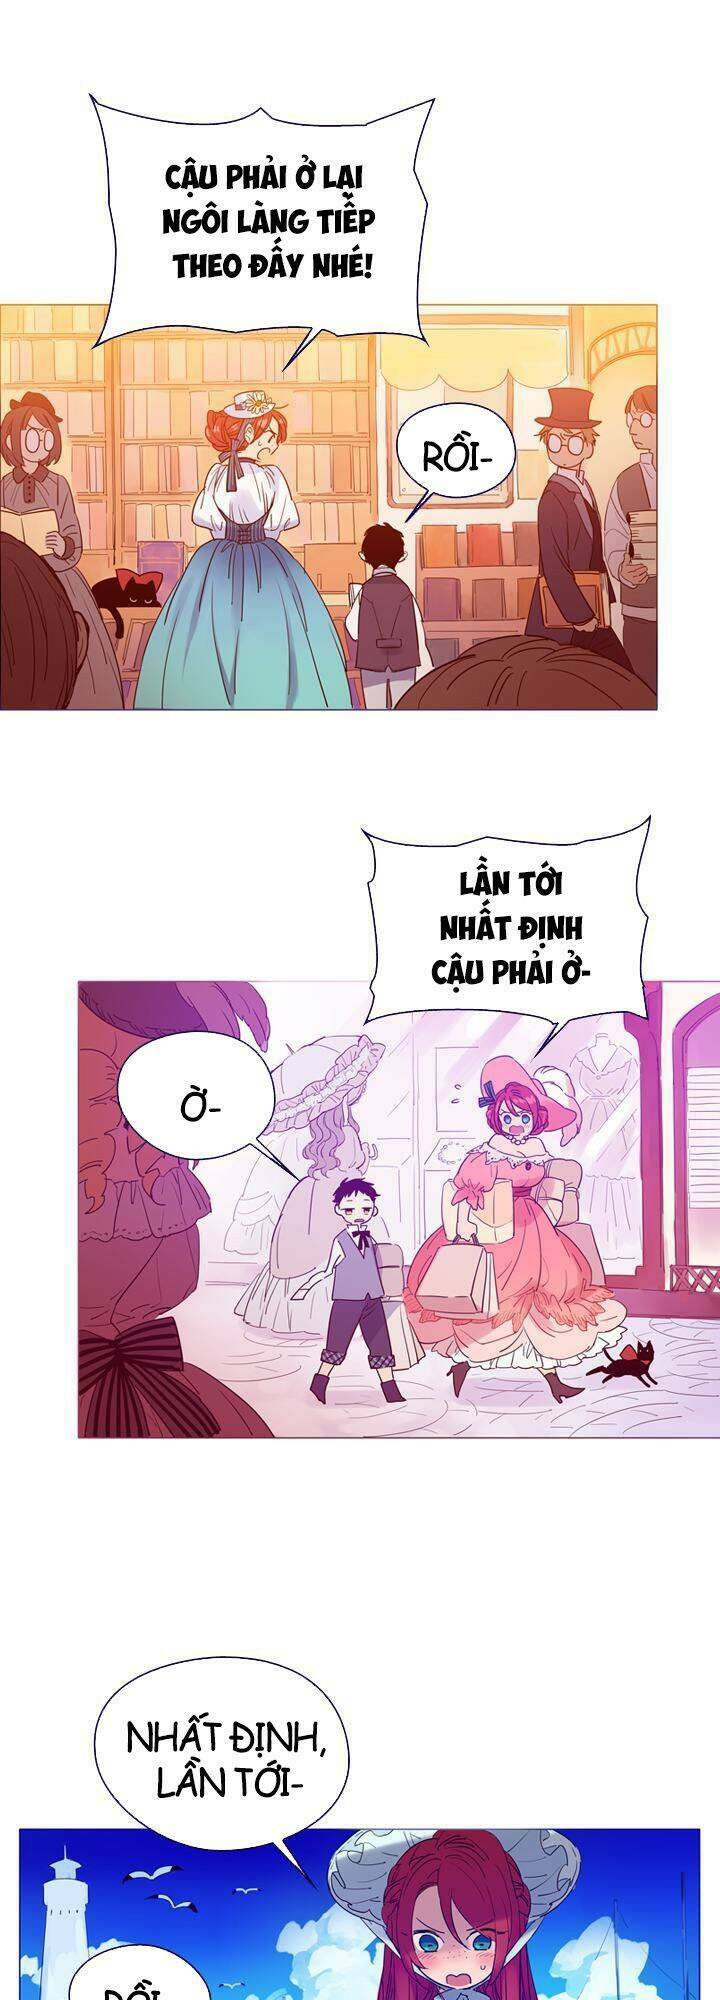 CẬU PHẢI Ở LẠI
NGÔI LÀNG TIẾP
THEO ĐẤY NHÉ!
RỒI-
LẦN TỚI
NHẤT ĐỊNH
CẬU PHẢI Ở-
Ờ-
NHẤT ĐỊNH,
LẦN TỚI-